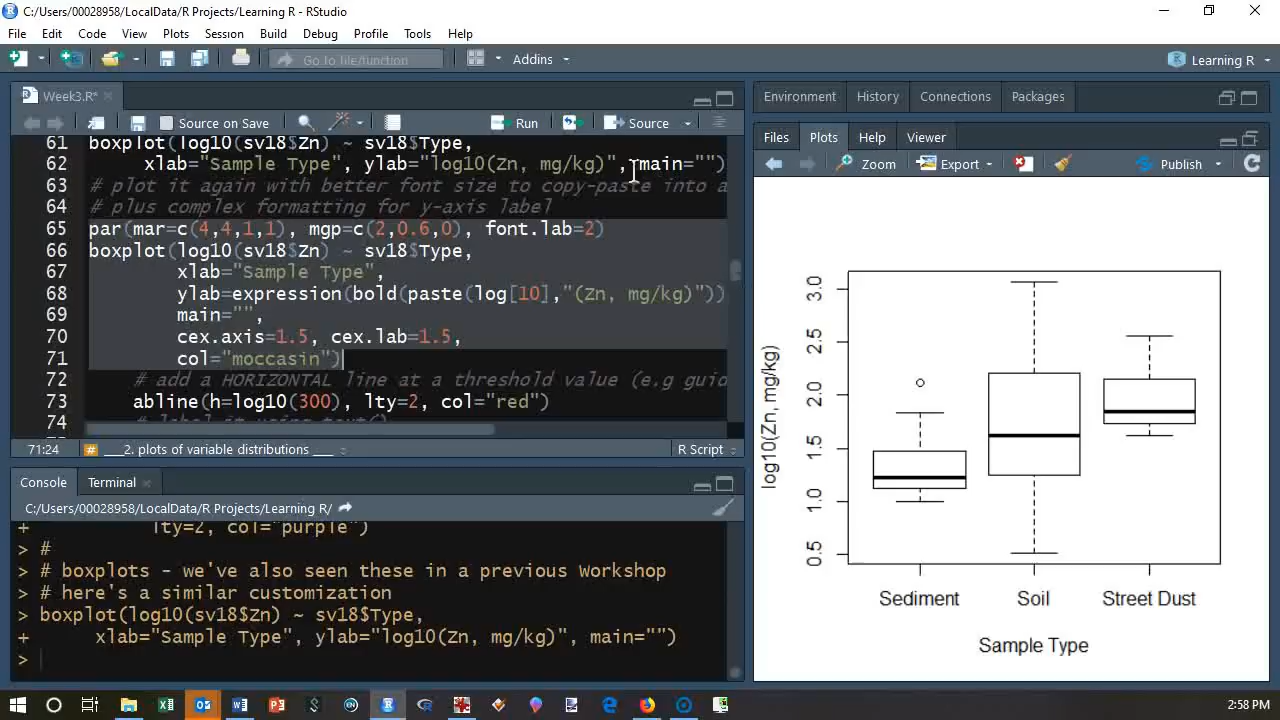 C:/Users/00028958/LocalData/R Projects/Learning R - RStudio
File Edit Code View Plots Session Build Debug Profile Tools Help
Go to file/function Addins Learning R
Week3.R*
Source on Save Run Source
61 boxplot(log10(sv18$Zn) ~ sv18$Type,
62 xlab="Sample Type", ylab="log10(Zn, mg/kg)", main="")
63 # plot it again with better font size to copy-paste into a
64 # plus complex formatting for y-axis label
65 par(mar=c(4,4,1,1), mgp=c(2,0.6,0), font.lab=2)
66 boxplot(log10(sv18$Zn) ~ sv18$Type,
67 xlab="Sample Type",
68 ylab=expression(bold(paste(log[10],"(Zn, mg/kg)"))
69 main="",
70 cex.axis=1.5, cex.lab=1.5,
71 col="moccasin")
72 # add a HORIZONTAL line at a threshold value (e.g guid
73 abline(h=log10(300), lty=2, col="red")
74 # label it using text()
71:24 # ___2. plots of variable distributions ___ R Script
Console Terminal
C:/Users/00028958/LocalData/R Projects/Learning R/
+ lty=2, col="purple")
> #
> # boxplots - we've also seen these in a previous Workshop
> # here's a similar customization
> boxplot(log10(sv18$Zn) ~ sv18$Type,
+ xlab="Sample Type", ylab="log10(Zn, mg/kg)", main="")
>
Environment History Connections Packages
Files Plots Help Viewer
Zoom Export Publish
log10(Zn, mg/kg)
3.0
2.5
2.0
1.5
1.0
0.5
Sediment Soil Street Dust
Sample Type
2:58 PM